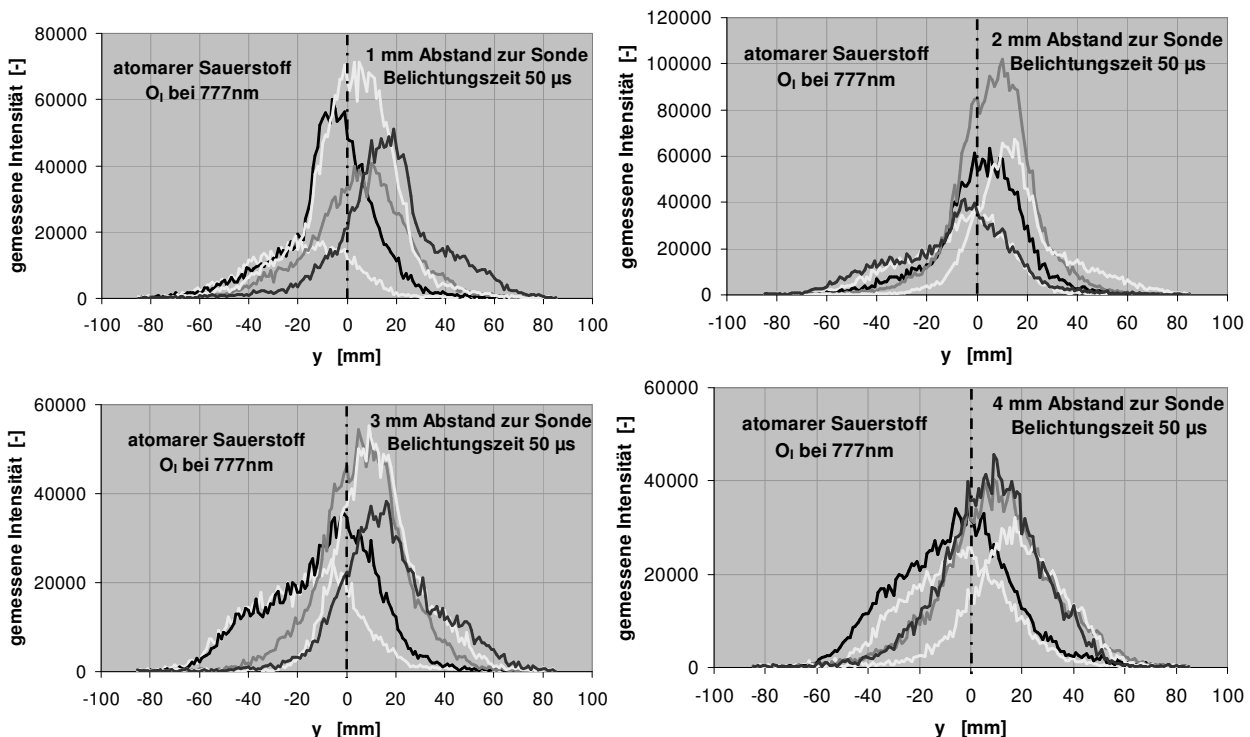 80000
60000
40000
20000
0
-100 -80 -60 -40 -20 0 20 40 60 80 100
gemessene Intensität [-]
y [mm]
atomarer Sauerstoff
O_I bei 777nm
1 mm Abstand zur Sonde
Belichtungszeit 50 µs
120000
100000
80000
60000
40000
20000
0
-100 -80 -60 -40 -20 0 20 40 60 80 100
gemessene Intensität [-]
y [mm]
atomarer Sauerstoff
O_I bei 777nm
2 mm Abstand zur Sonde
Belichtungszeit 50 µs
60000
40000
20000
0
-100 -80 -60 -40 -20 0 20 40 60 80 100
gemessene Intensität [-]
y [mm]
atomarer Sauerstoff
O_I bei 777nm
3 mm Abstand zur Sonde
Belichtungszeit 50 µs
60000
50000
40000
30000
20000
10000
0
-100 -80 -60 -40 -20 0 20 40 60 80 100
gemessene Intensität [-]
y [mm]
atomarer Sauerstoff
O_I bei 777nm
4 mm Abstand zur Sonde
Belichtungszeit 50 µs